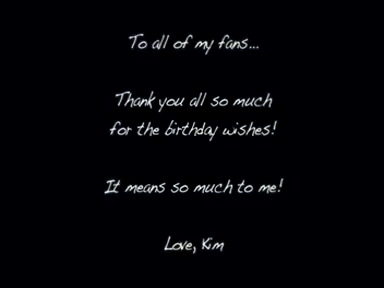 To all of my fans...
Thank you all so much
for the birthday wishes!
It means so much to me!
Love, Kim